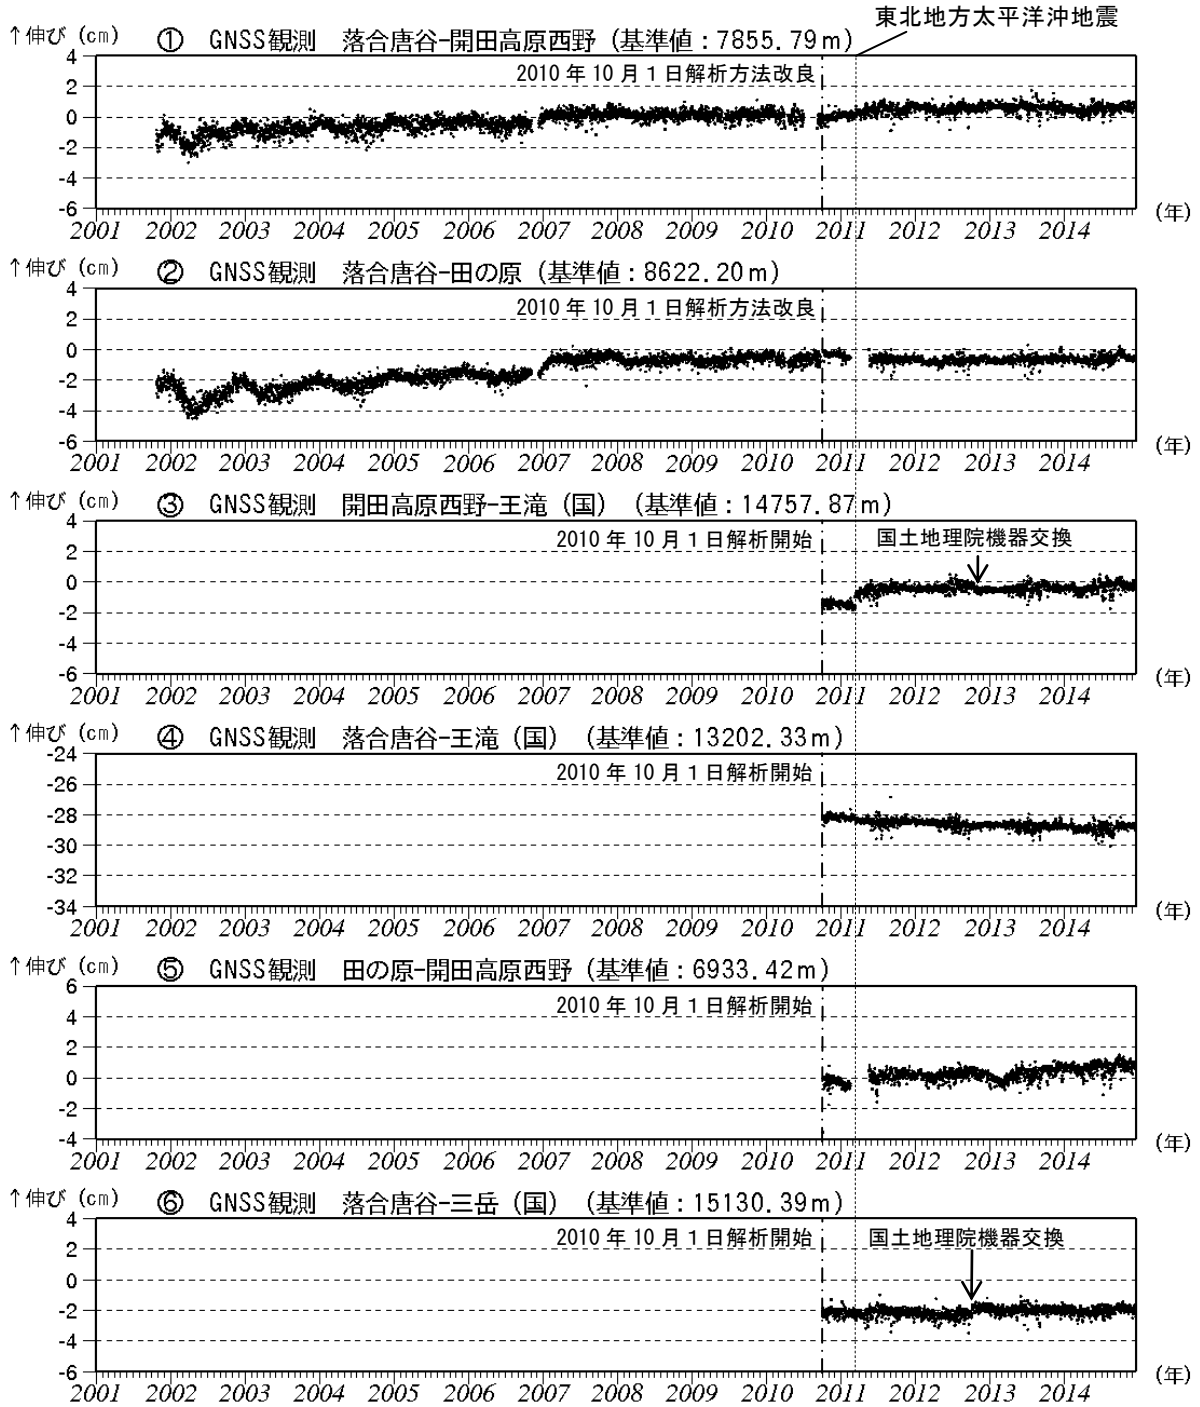 東北地方太平洋沖地震
↑伸び (cm) ① GNSS観測 落合唐谷-開田高原西野 (基準値:7855.79m)
2010年10月1日解析方法改良
4
2
0
-2
-4
-6
2001 2002 2003 2004 2005 2006 2007 2008 2009 2010 2011 2012 2013 2014 (年)
↑伸び (cm) ② GNSS観測 落合唐谷-田の原 (基準値:8622.20m)
2010年10月1日解析方法改良
4
2
0
-2
-4
-6
2001 2002 2003 2004 2005 2006 2007 2008 2009 2010 2011 2012 2013 2014 (年)
↑伸び (cm) ③ GNSS観測 開田高原西野-王滝(国) (基準値:14757.87m)
2010年10月1日解析開始 国土地理院機器交換
4
2
0
-2
-4
-6
2001 2002 2003 2004 2005 2006 2007 2008 2009 2010 2011 2012 2013 2014 (年)
↑伸び (cm) ④ GNSS観測 落合唐谷-王滝(国) (基準値:13202.33m)
2010年10月1日解析開始
-24
-26
-28
-30
-32
-34
2001 2002 2003 2004 2005 2006 2007 2008 2009 2010 2011 2012 2013 2014 (年)
↑伸び (cm) ⑤ GNSS観測 田の原-開田高原西野 (基準値:6933.42m)
2010年10月1日解析開始
6
4
2
0
-2
-4
2001 2002 2003 2004 2005 2006 2007 2008 2009 2010 2011 2012 2013 2014 (年)
↑伸び (cm) ⑥ GNSS観測 落合唐谷-三岳(国) (基準値:15130.39m)
2010年10月1日解析開始 国土地理院機器交換
4
2
0
-2
-4
-6
2001 2002 2003 2004 2005 2006 2007 2008 2009 2010 2011 2012 2013 2014 (年)